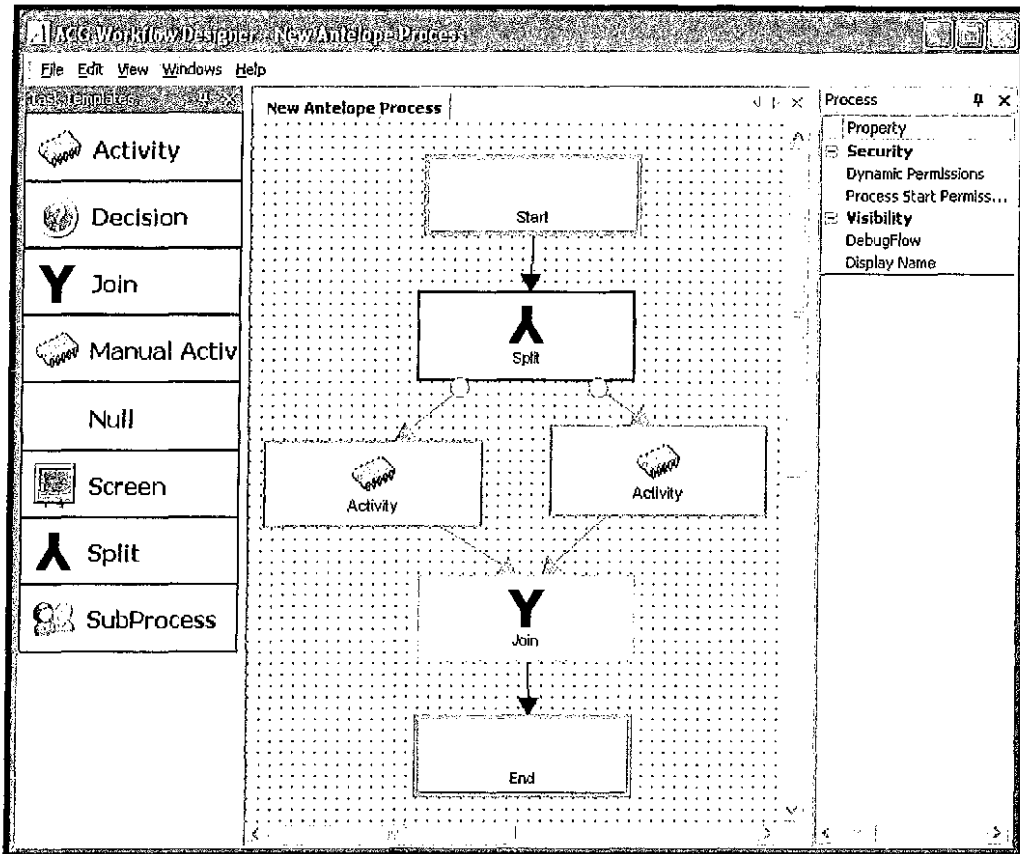 ACG Workflow Designer - New Antelope Process
File Edit View Windows Help
Task Templates
Activity
Decision
Join
Manual Activ
Null
Screen
Split
SubProcess
New Antelope Process
Start
Split
Activity
Activity
Join
End
Process
Property
Security
Dynamic Permissions
Process Start Permiss...
Visibility
DebugFlow
Display Name